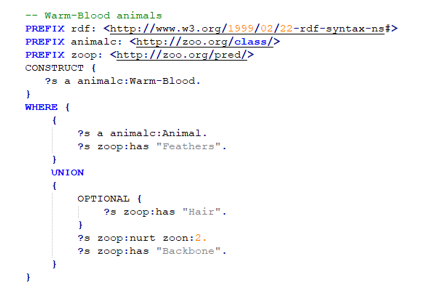 -- Warm-Blood animals
PREFIX rdf: <http://www.w3.org/1999/02/22-rdf-syntax-ns#>
PREFIX animalc: <http://zoo.org/class/>
PREFIX zoop: <http://zoo.org/pred/>
CONSTRUCT {
?s a animalc:Warm-Blood.
}
WHERE {
{
?s a animalc:Animal.
?s zoop:has "Feathers".
}
UNION
{
OPTIONAL {
?s zoop:has "Hair".
}
?s zoop:nurt zoon:2.
?s zoop:has "Backbone".
}
}